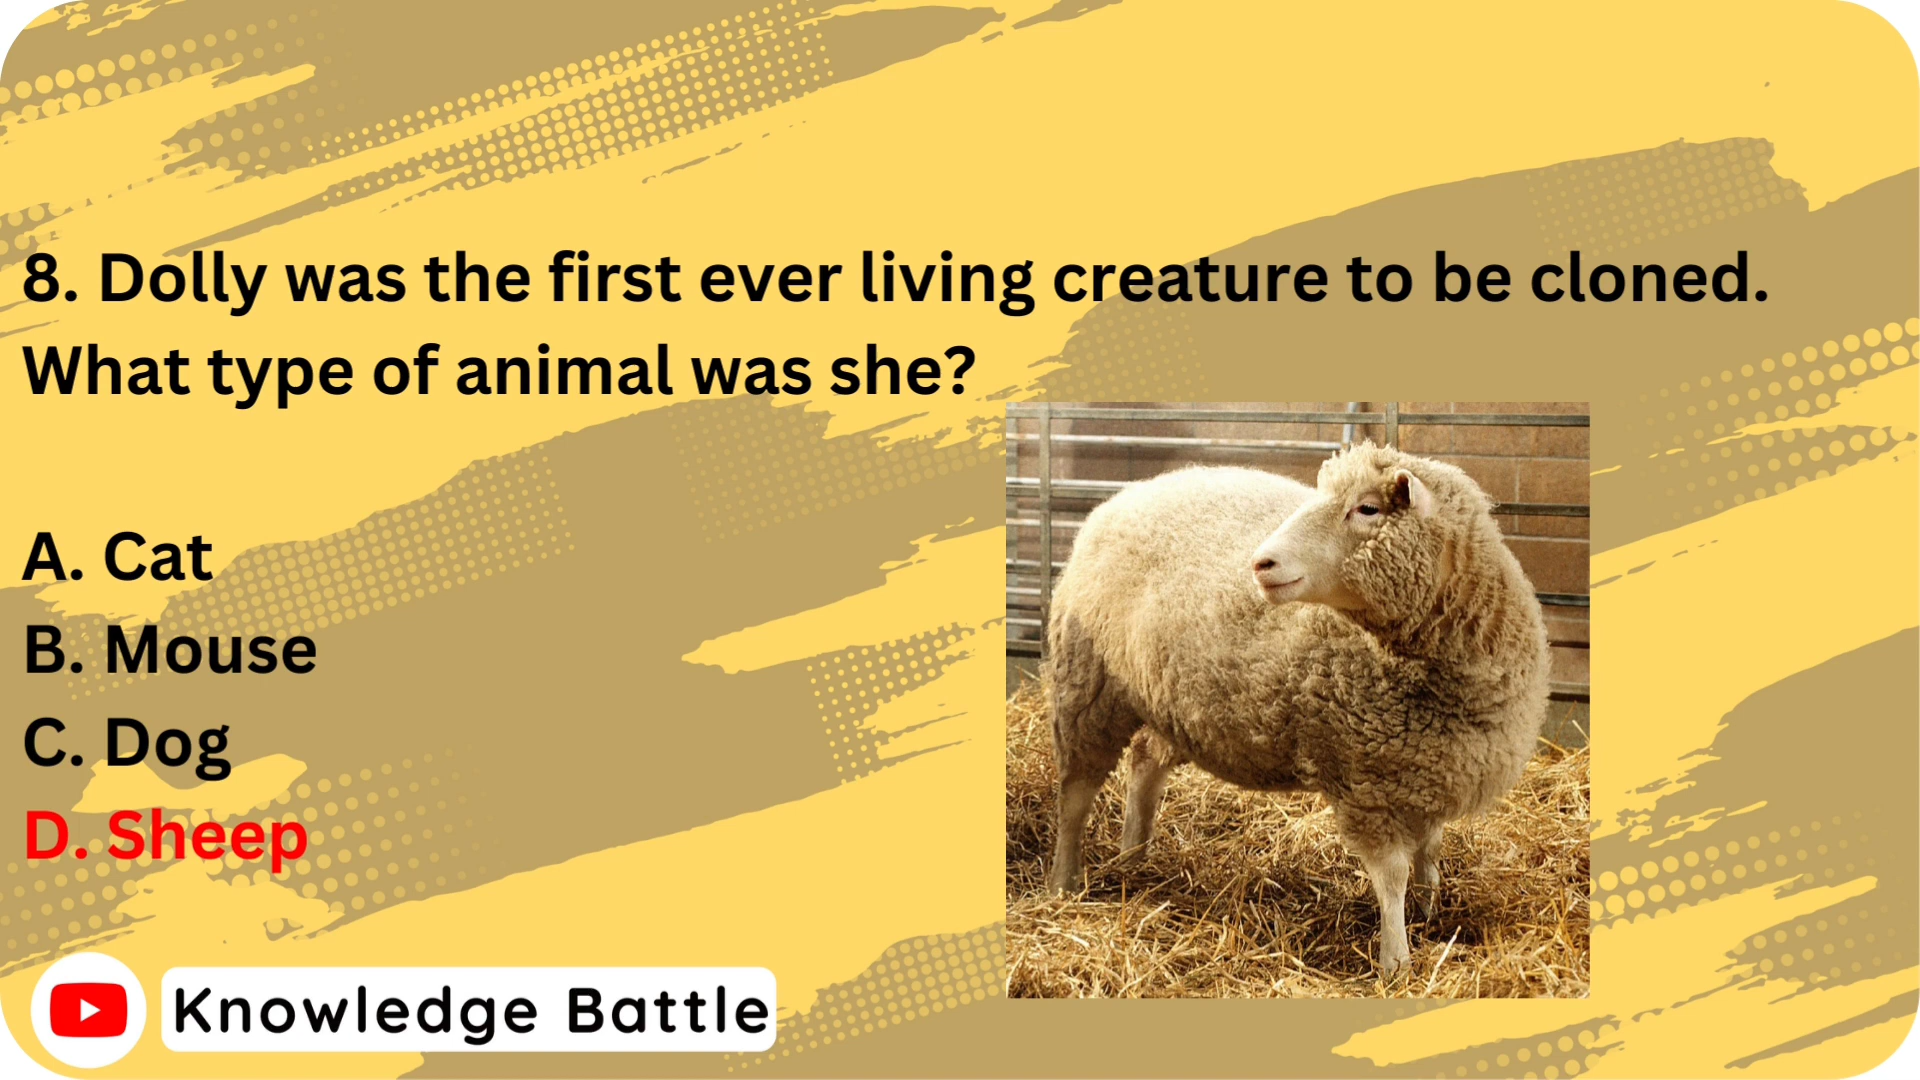 8. Dolly was the first ever living creature to be cloned.
What type of animal was she?
A. Cat
B. Mouse
C. Dog
D. Sheep
Knowledge Battle